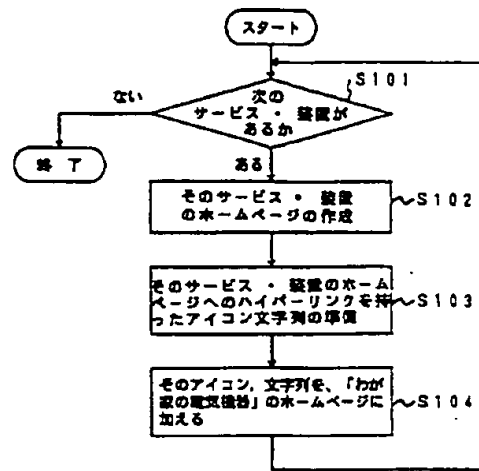 スタート
S101
次の
サービス・装置が
あるか
ない
終了
ある
そのサービス・装置
のホームページの作成
S102
そのサービス・装置のホーム
ページへのハイパーリンクを持
ったアイコン文字列の準備
S103
そのアイコン,文字列を、「わが
家の電気機器」のホームページに
加える
S104